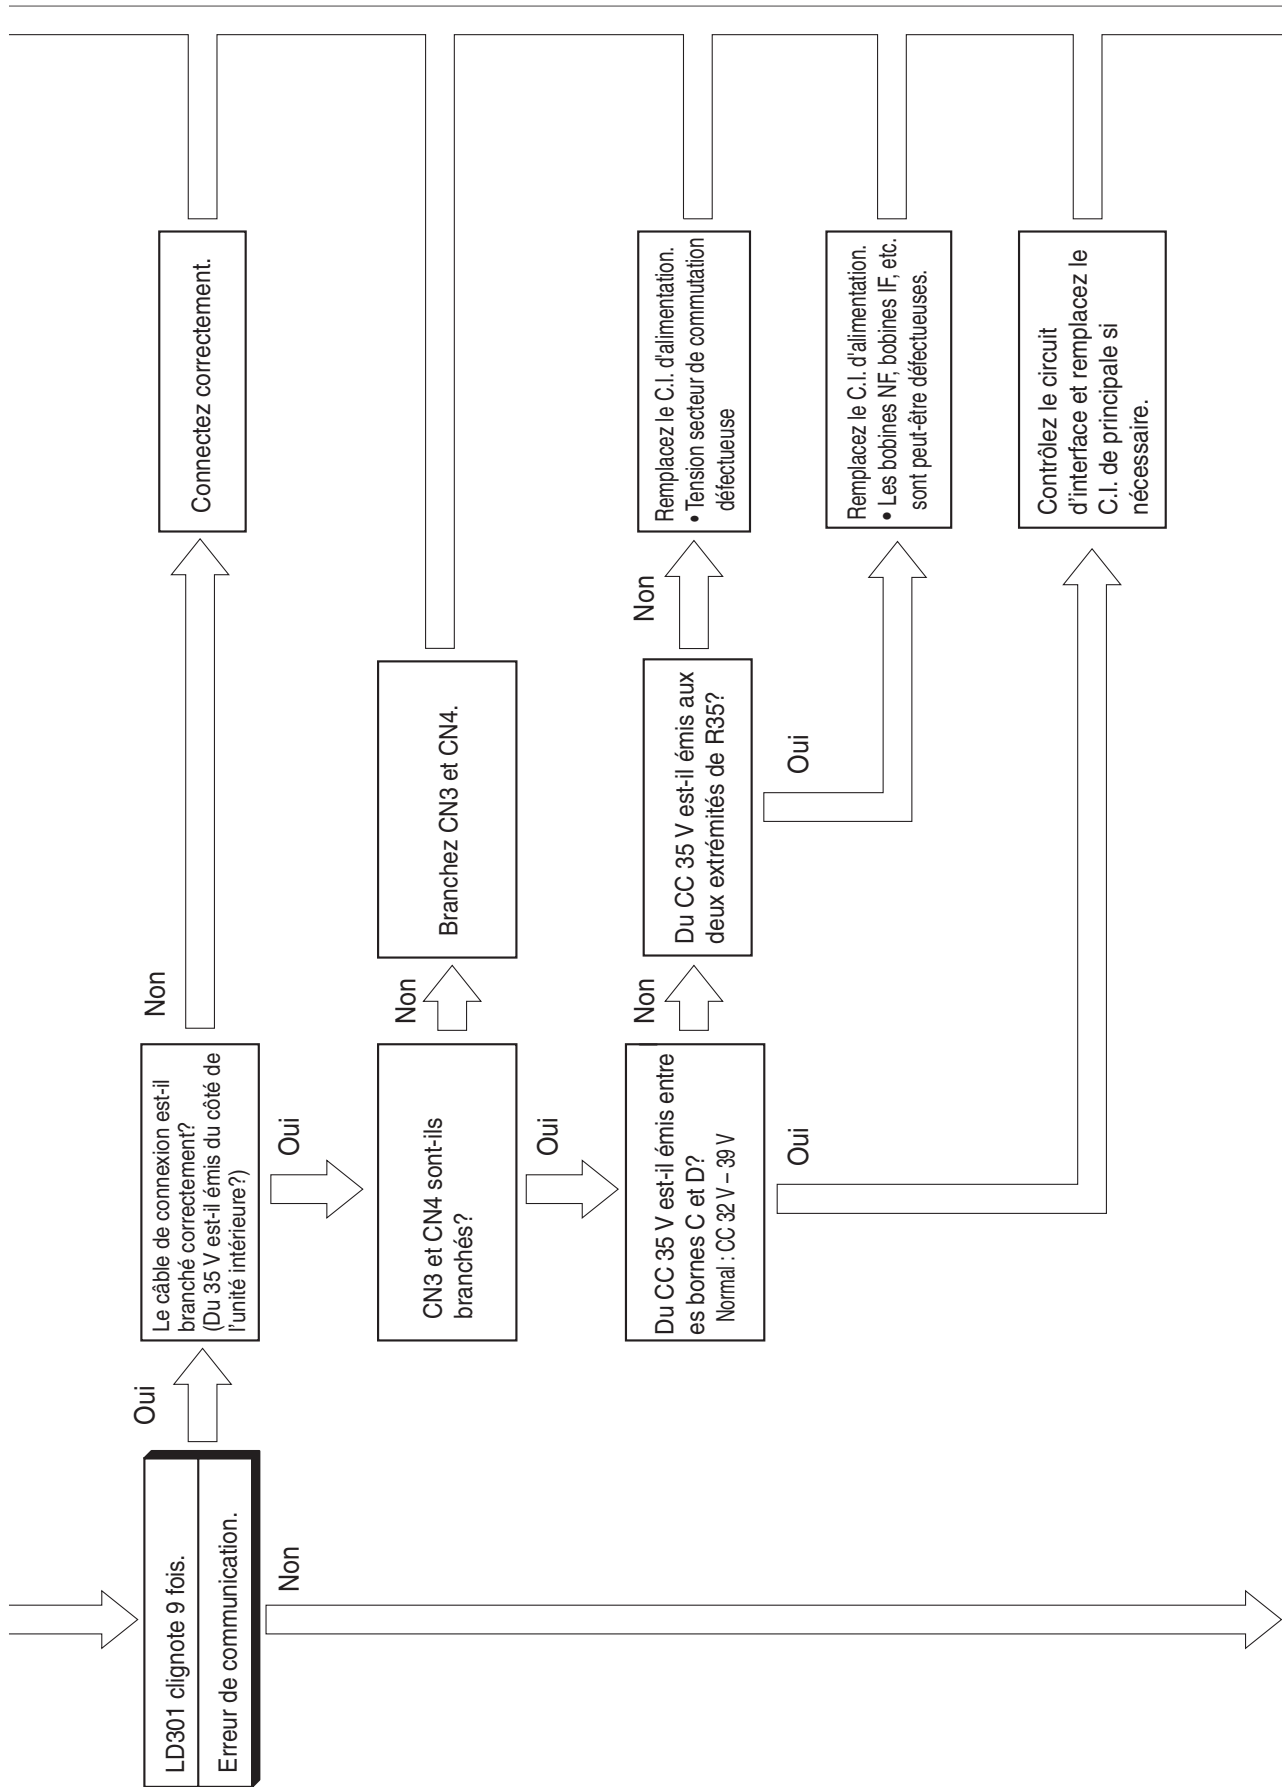 LD301 clignote 9 fois.
Erreur de communication.
Oui
Non
Le câble de connexion est-il
branché correctement?
(Du 35 V est-il émis du côté de
l'unité intérieure?)
Non
Connectez correctement.
Oui
CN3 et CN4 sont-ils
branchés?
Non
Branchez CN3 et CN4.
Oui
Du CC 35 V est-il émis entre
es bornes C et D?
Normal : CC 32 V – 39 V
Non
Du CC 35 V est-il émis aux
deux extrémités de R35?
Non
Remplacez le C.I. d'alimentation.
• Tension secteur de commutation
défectueuse
Oui
Remplacez le C.I. d'alimentation.
• Les bobines NF, bobines IF, etc.
sont peut-être défectueuses.
Oui
Contrôlez le circuit
d'interface et remplacez le
C.I. de principale si
nécessaire.